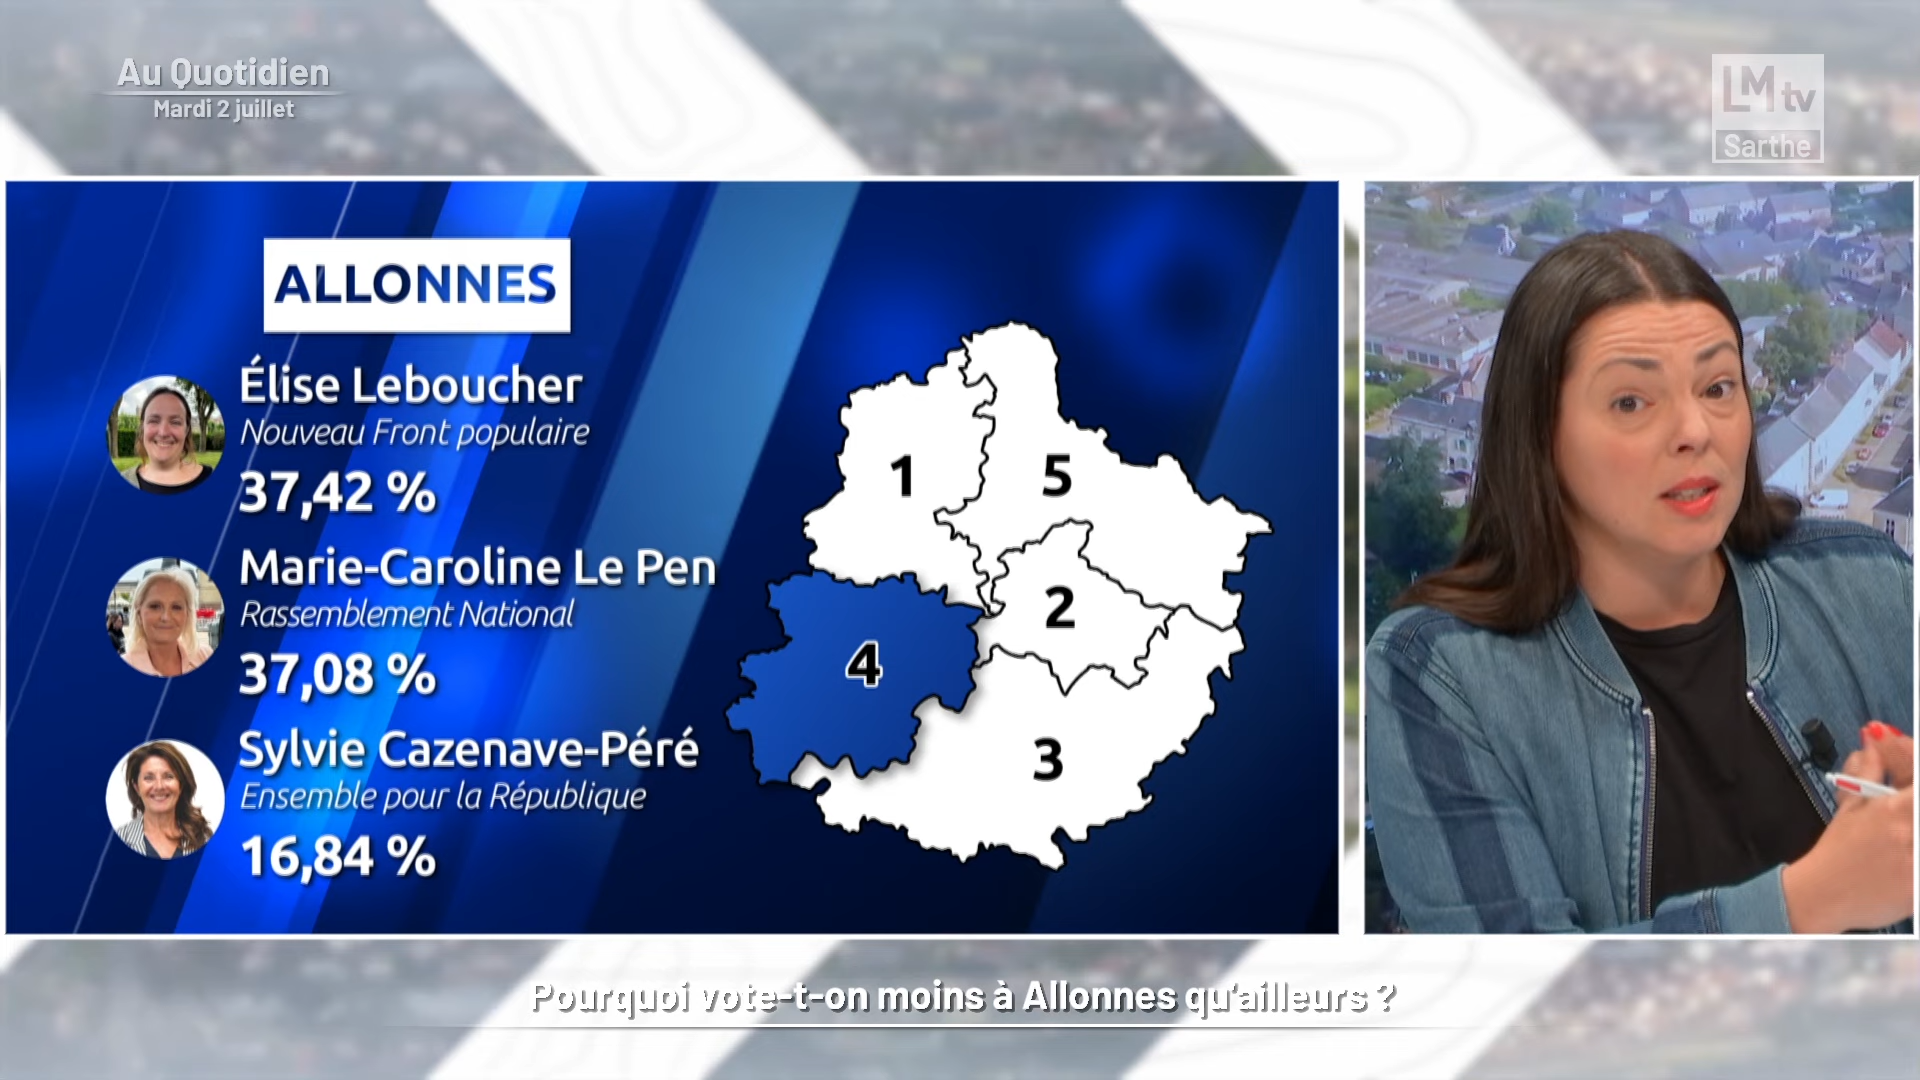 Au Quotidien
Mardi 2 juillet
LMtv
Sarthe
ALLONNES
Élise Leboucher
Nouveau Front populaire
37,42 %
Marie-Caroline Le Pen
Rassemblement National
37,08 %
Sylvie Cazenave-Péré
Ensemble pour la République
16,84 %
1
5
2
4
3
Pourquoi vote-t-on moins à Allonnes qu'ailleurs ?